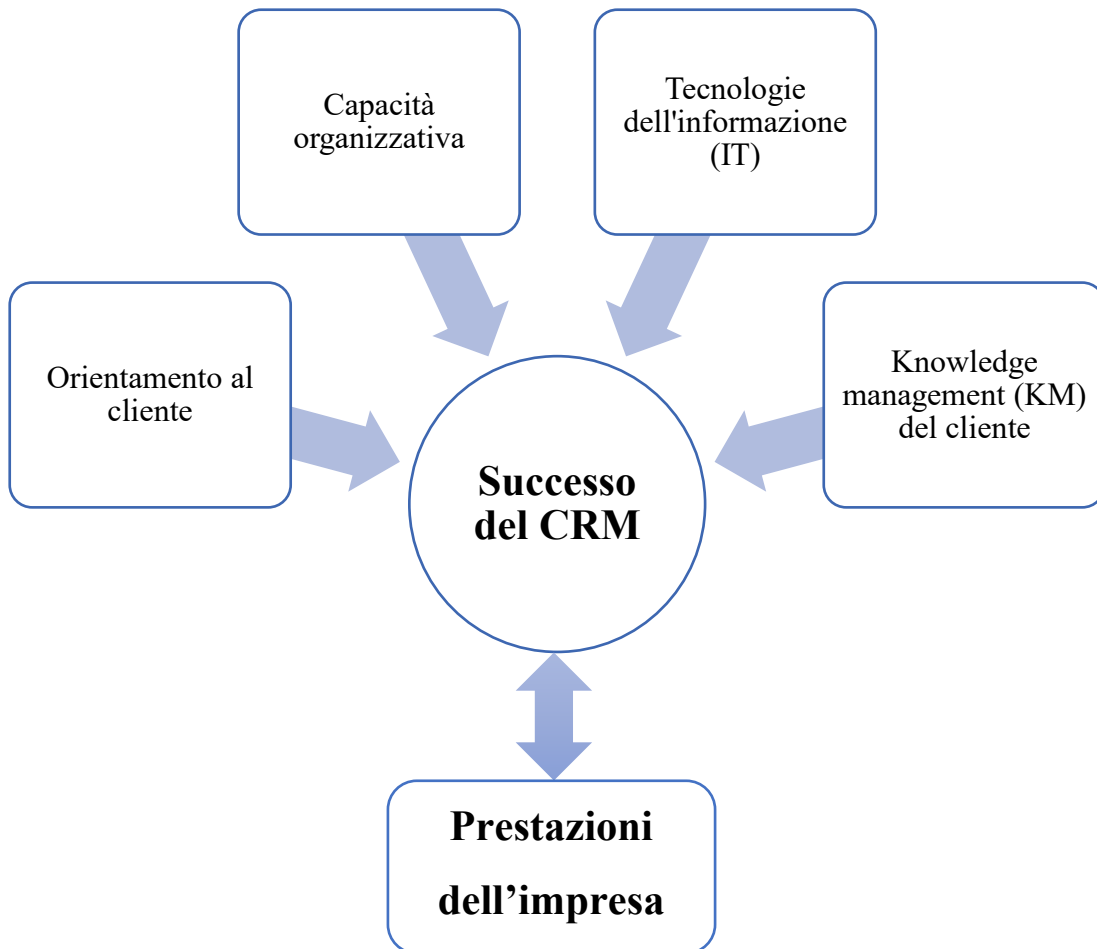 Capacità
organizzativa
Tecnologie
dell'informazione
(IT)
Orientamento al
cliente
Knowledge
management (KM)
del cliente
Successo
del CRM
Prestazioni
dell’impresa